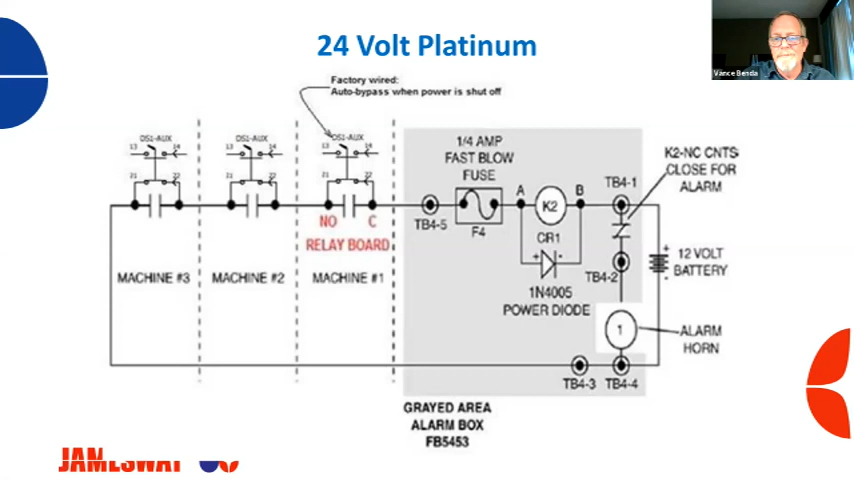 24 Volt Platinum
Vance Benda
Factory wired:
Auto-bypass when power is shut off
DS1-AUX
13
14
21
22
DS1-AUX
13
14
21
22
DS1-AUX
13
14
21
22
1/4 AMP
FAST BLOW
FUSE
K2-NC CNTS
CLOSE FOR
ALARM
A
B
TB4-1
K2
NO
C
TB4-5
F4
RELAY BOARD
CR1
+
-
TB4-2
+
12 VOLT
BATTERY
-
MACHINE #3
MACHINE #2
MACHINE #1
1N4005
POWER DIODE
1
ALARM
HORN
TB4-3
TB4-4
GRAYED AREA
ALARM BOX
FB5453
JAMESWAY